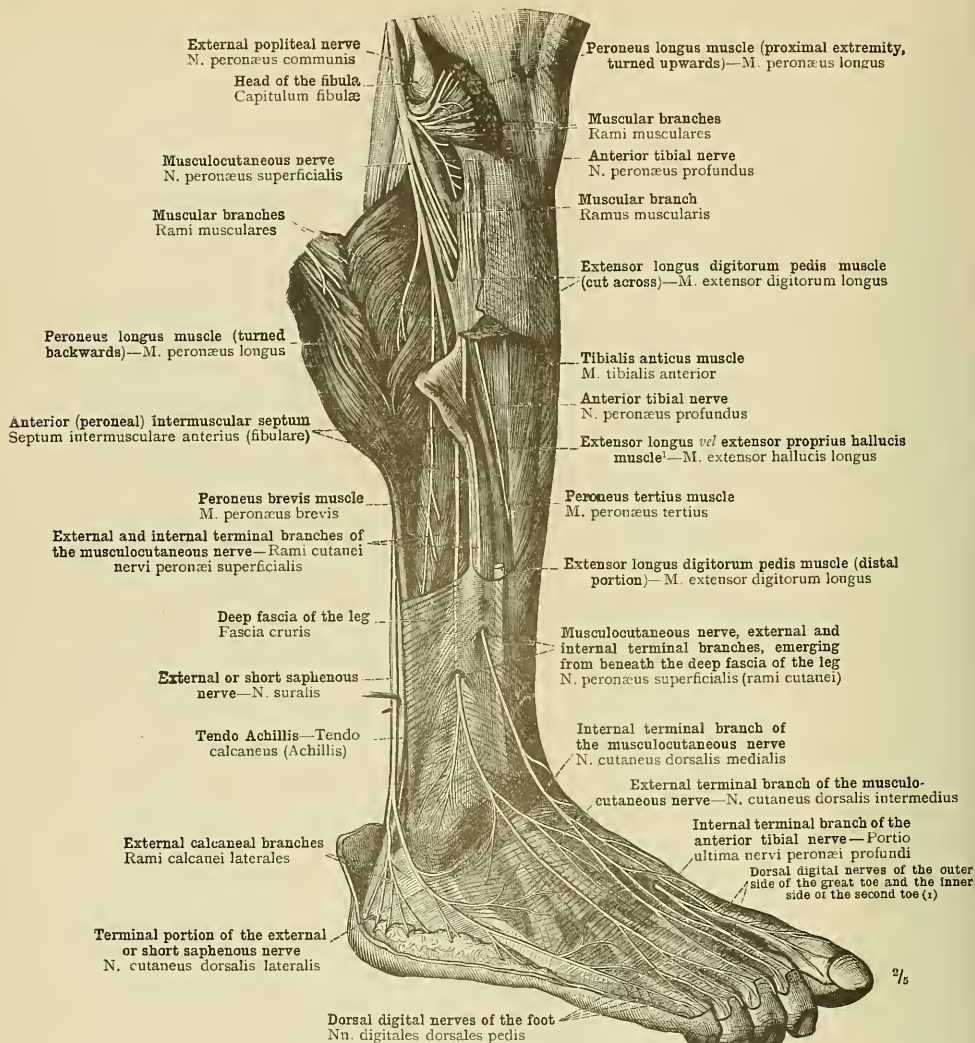 External popliteal nerve
N. peronæus communis
Head of the fibula
Capitulum fibulæ
Musculocutaneous nerve
N. peronæus superficialis
Muscular branches
Rami musculares
Peroneus longus muscle (turned
backwards)—M. peronæus longus
Anterior (peroneal) intermuscular septum
Septum intermusculare anterius (fibulare)
Peroneus brevis muscle
M. peronæus brevis
External and internal terminal branches of
the musculocutaneous nerve—Rami cutanei
nervi peronæi superficialis
Deep fascia of the leg
Fascia cruris
External or short saphenous
nerve—N. suralis
Tendo Achillis—Tendo
calcaneus (Achillis)
External calcaneal branches
Rami calcanei laterales
Terminal portion of the external
or short saphenous nerve
N. cutaneus dorsalis lateralis
Dorsal digital nerves of the foot
Nn. digitales dorsales pedis
Peroneus longus muscle (proximal extremity,
turned upwards)—M. peronæus longus
Muscular branches
Rami musculares
Anterior tibial nerve
N. peronæus profundus
Muscular branch
Ramus muscularis
Extensor longus digitorum pedis muscle
(cut across)—M. extensor digitorum longus
Tibialis anticus muscle
M. tibialis anterior
Anterior tibial nerve
N. peronæus profundus
Extensor longus vel extensor proprius hallucis
muscle¹—M. extensor hallucis longus
Peroneus tertius muscle
M. peronæus tertius
Extensor longus digitorum pedis muscle (distal
portion)—M. extensor digitorum longus
Musculocutaneous nerve, external and
internal terminal branches, emerging
from beneath the deep fascia of the leg
N. peronæus superficialis (rami cutanei)
Internal terminal branch of
the musculocutaneous nerve
N. cutaneus dorsalis medialis
External terminal branch of the musculo-
cutaneous nerve—N. cutaneus dorsalis intermedius
Internal terminal branch of the
anterior tibial nerve—Portio
ultima nervi peronæi profundi
Dorsal digital nerves of the outer
side of the great toe and the inner
side of the second toe (1)
2/5